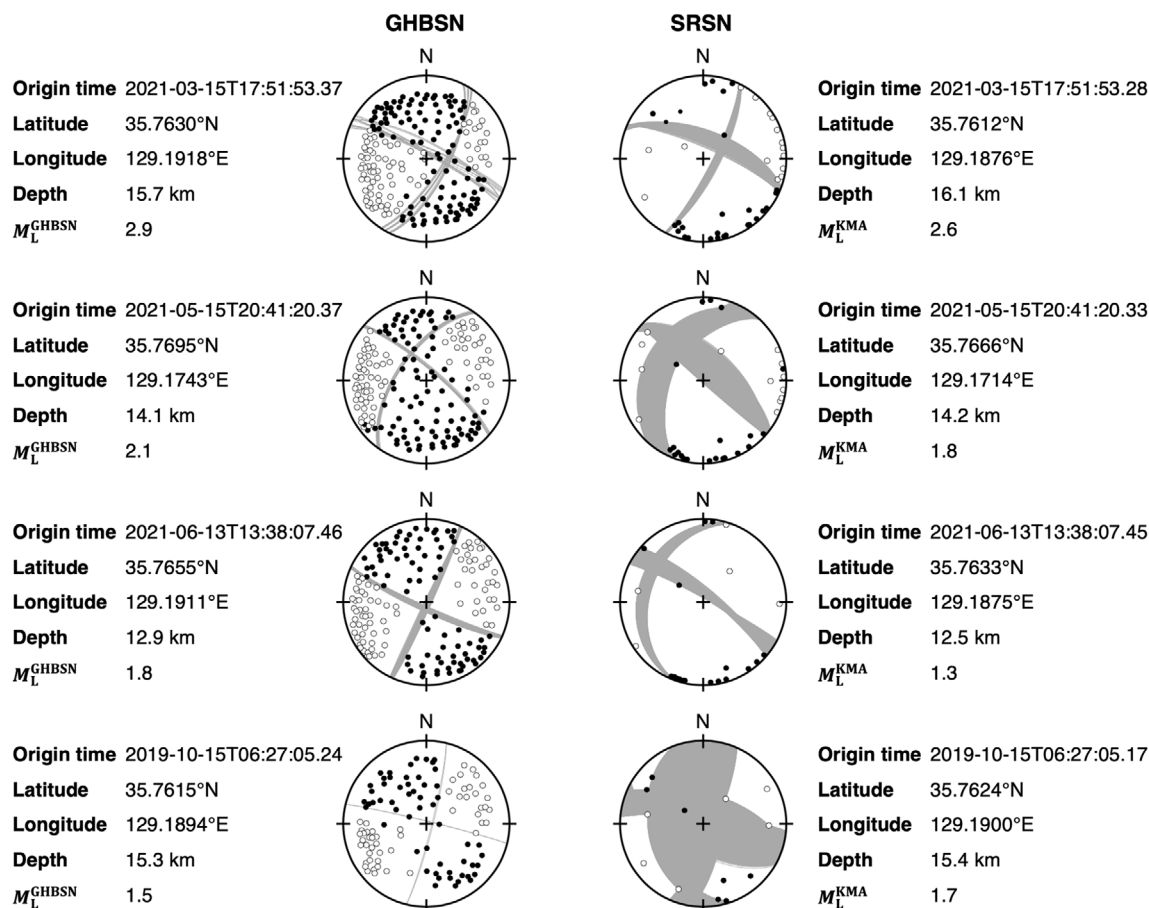 GHBSN SRSN
N N
Origin time 2021-03-15T17:51:53.37 Origin time 2021-03-15T17:51:53.28
Latitude 35.7630°N Latitude 35.7612°N
Longitude 129.1918°E Longitude 129.1876°E
Depth 15.7 km Depth 16.1 km
M_L^GHBSN 2.9 M_L^KMA 2.6
N N
Origin time 2021-05-15T20:41:20.37 Origin time 2021-05-15T20:41:20.33
Latitude 35.7695°N Latitude 35.7666°N
Longitude 129.1743°E Longitude 129.1714°E
Depth 14.1 km Depth 14.2 km
M_L^GHBSN 2.1 M_L^KMA 1.8
N N
Origin time 2021-06-13T13:38:07.46 Origin time 2021-06-13T13:38:07.45
Latitude 35.7655°N Latitude 35.7633°N
Longitude 129.1911°E Longitude 129.1875°E
Depth 12.9 km Depth 12.5 km
M_L^GHBSN 1.8 M_L^KMA 1.3
N N
Origin time 2019-10-15T06:27:05.24 Origin time 2019-10-15T06:27:05.17
Latitude 35.7615°N Latitude 35.7624°N
Longitude 129.1894°E Longitude 129.1900°E
Depth 15.3 km Depth 15.4 km
M_L^GHBSN 1.5 M_L^KMA 1.7